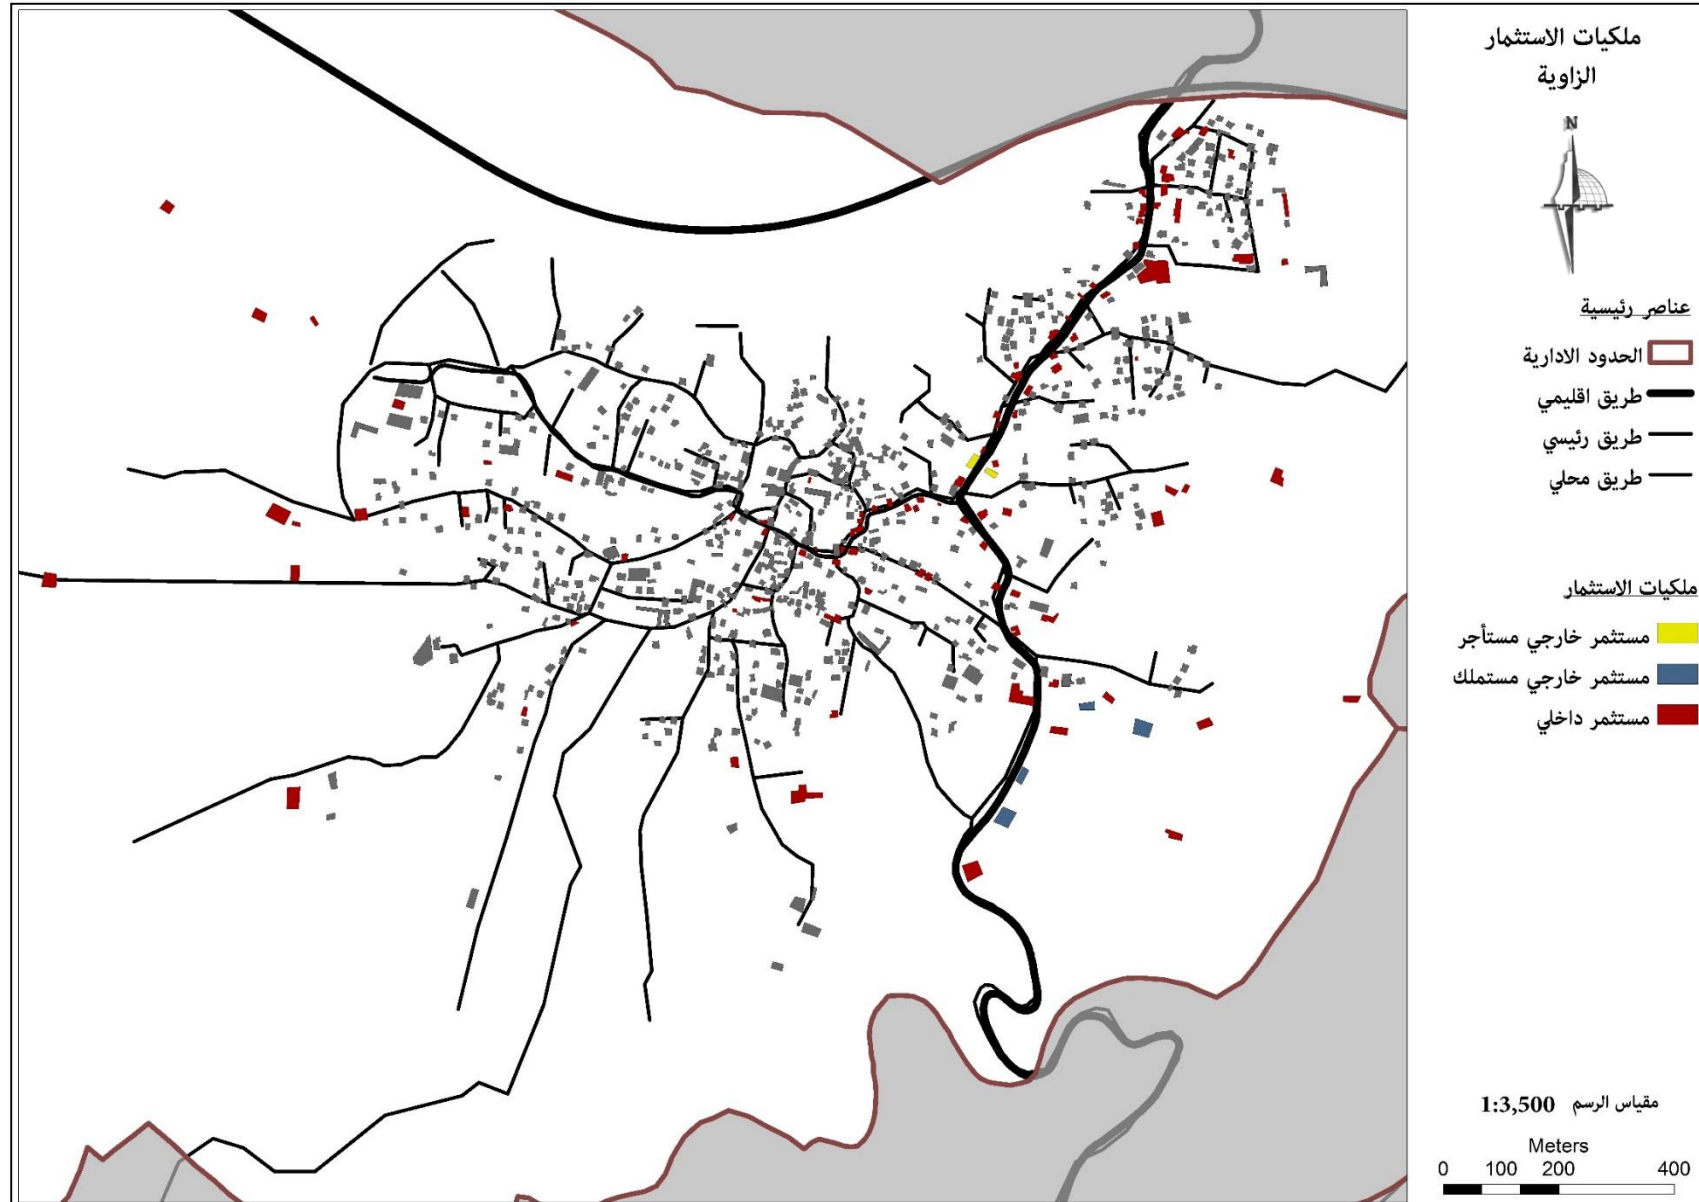 ملكيات الاستثمار
الزاوية
N
عناصر رئيسية
الحدود الادارية
طريق اقليمي
طريق رئيسي
طريق محلي
ملكيات الاستثمار
مستثمر خارجي مستأجر
مستثمر خارجي مستملك
مستثمر داخلي
مقياس الرسم 1:3,500
Meters
0 100 200 400